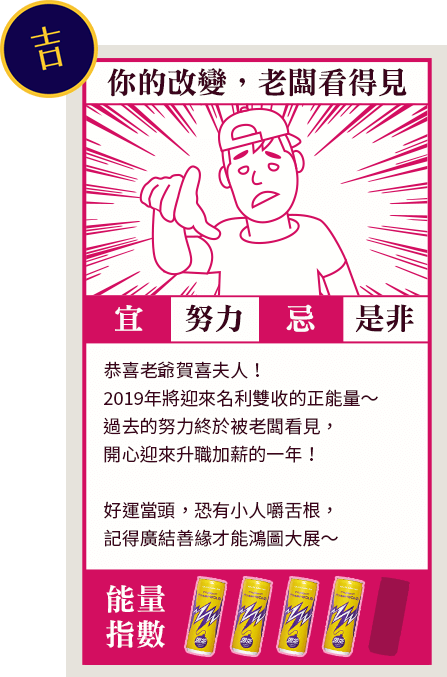 吉
你的改變，老闆看得見
宜 努力 忌 是非
恭喜老爺賀喜夫人！
2019年將迎來名利雙收的正能量～
過去的努力終於被老闆看見，
開心迎來升職加薪的一年！
好運當頭，恐有小人嚼舌根，
記得廣結善緣才能鴻圖大展～
能量
指數